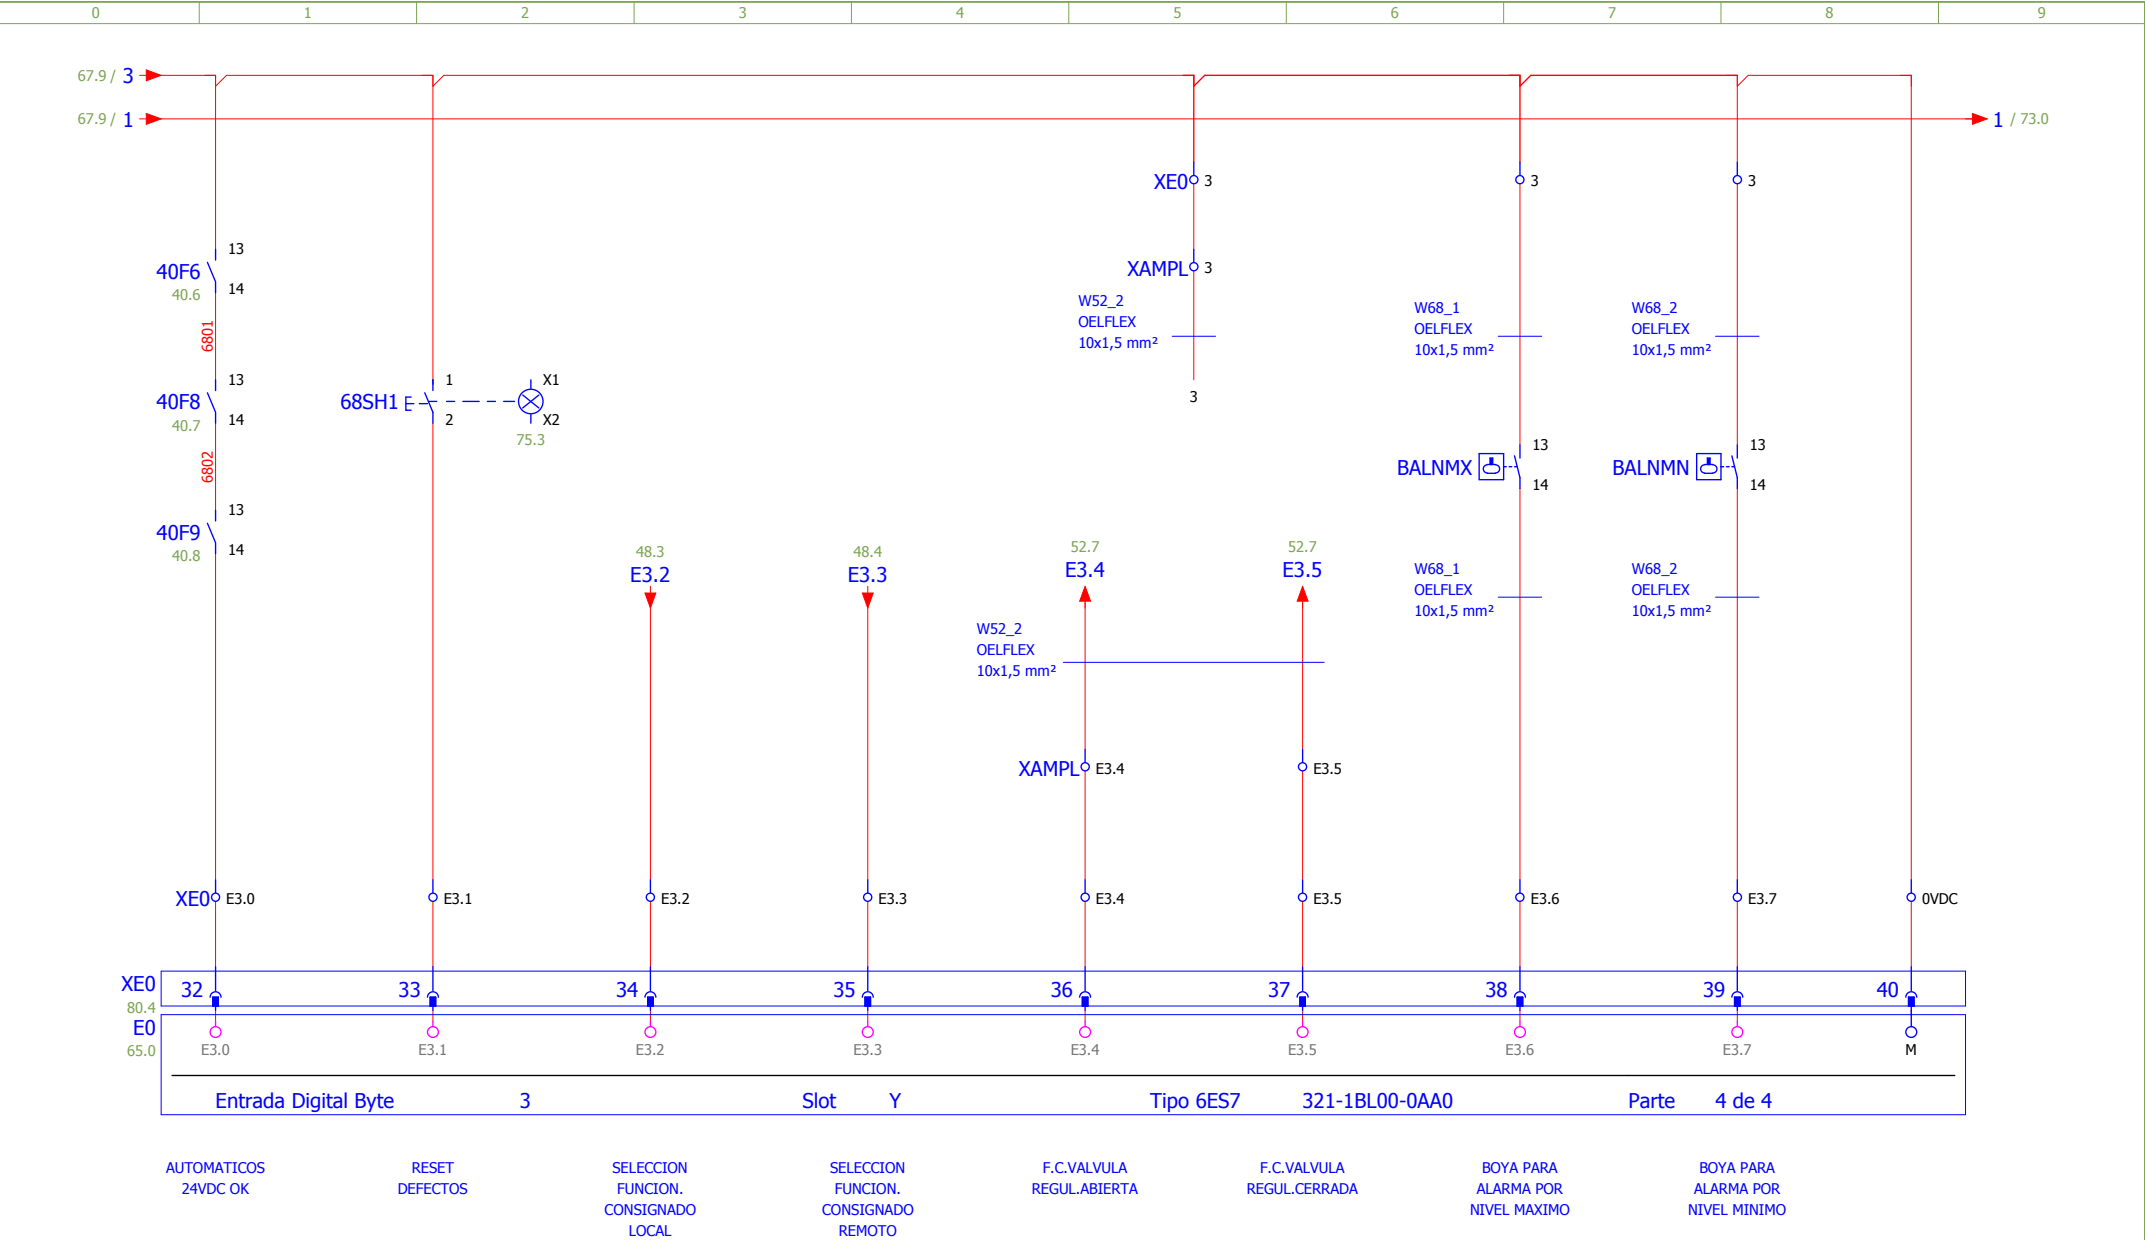 0 1 2 3 4 5 6 7 8 9
67.9 / 3
67.9 / 1
1 / 73.0
XE0 3
3
3
13
40F6
40.6
14
XAMPL 3
W52_2
OELFLEX
10x1,5 mm²
W68_1
OELFLEX
10x1,5 mm²
W68_2
OELFLEX
10x1,5 mm²
6801
13
40F8
40.7
14
68SH1
1
2
X1
X2
75.3
3
6802
BALNMX
13
14
BALNMN
13
14
13
40F9
40.8
14
48.3
E3.2
48.4
E3.3
52.7
E3.4
52.7
E3.5
W68_1
OELFLEX
10x1,5 mm²
W68_2
OELFLEX
10x1,5 mm²
W52_2
OELFLEX
10x1,5 mm²
XAMPL E3.4
E3.5
XE0 E3.0 E3.1 E3.2 E3.3 E3.4 E3.5 E3.6 E3.7 0VDC
XE0 32 33 34 35 36 37 38 39 40
80.4
E0
65.0 E3.0 E3.1 E3.2 E3.3 E3.4 E3.5 E3.6 E3.7 M
Entrada Digital Byte 3 Slot Y Tipo 6ES7 321-1BL00-0AA0 Parte 4 de 4
AUTOMATICOS
24VDC OK
RESET
DEFECTOS
SELECCION
FUNCION.
CONSIGNADO
LOCAL
SELECCION
FUNCION.
CONSIGNADO
REMOTO
F.C.VALVULA
REGUL.ABIERTA
F.C.VALVULA
REGUL.CERRADA
BOYA PARA
ALARMA POR
NIVEL MAXIMO
BOYA PARA
ALARMA POR
NIVEL MINIMO